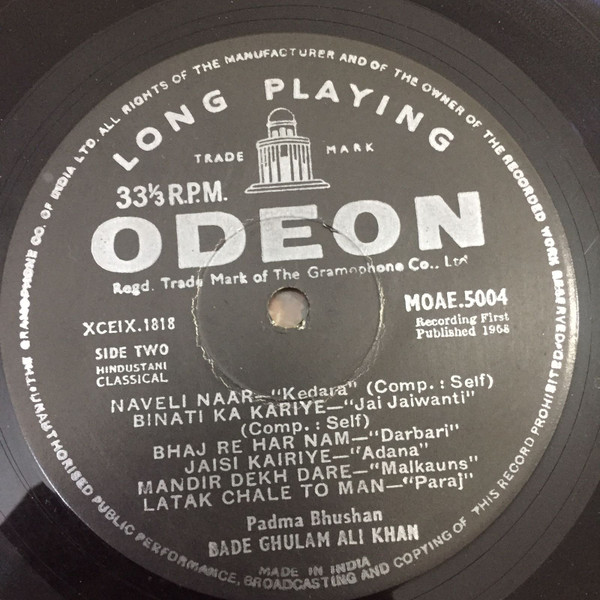 THE GRAMOPHONE CO. OF INDIA LTD. ALL RIGHTS OF THE MANUFACTURER AND OF THE OWNER OF THE RECORDED WORK RESERVED
LONG PLAYING
TRADE MARK
33⅓ R.P.M.
ODEON
Regd. Trade Mark of The Gramophone Co., Ltd
XCEIX.1818
MOAE.5004
Recording First
Published 1968
SIDE TWO
HINDUSTANI
CLASSICAL
NAVELI NAAR—"Kedara" (Comp. : Self)
BINATI KA KARIYE—"Jai Jaiwanti"
(Comp. : Self)
BHAJ RE HAR NAM—"Darbari"
JAISI KAIRIYE—"Adana"
MANDIR DEKH DARE—"Malkauns"
LATAK CHALE TO MAN—"Paraj"
Padma Bhushan
BADE GHULAM ALI KHAN
MADE IN INDIA
UNAUTHORISED PUBLIC PERFORMANCE, BROADCASTING AND COPYING OF THIS RECORD PROHIBITED